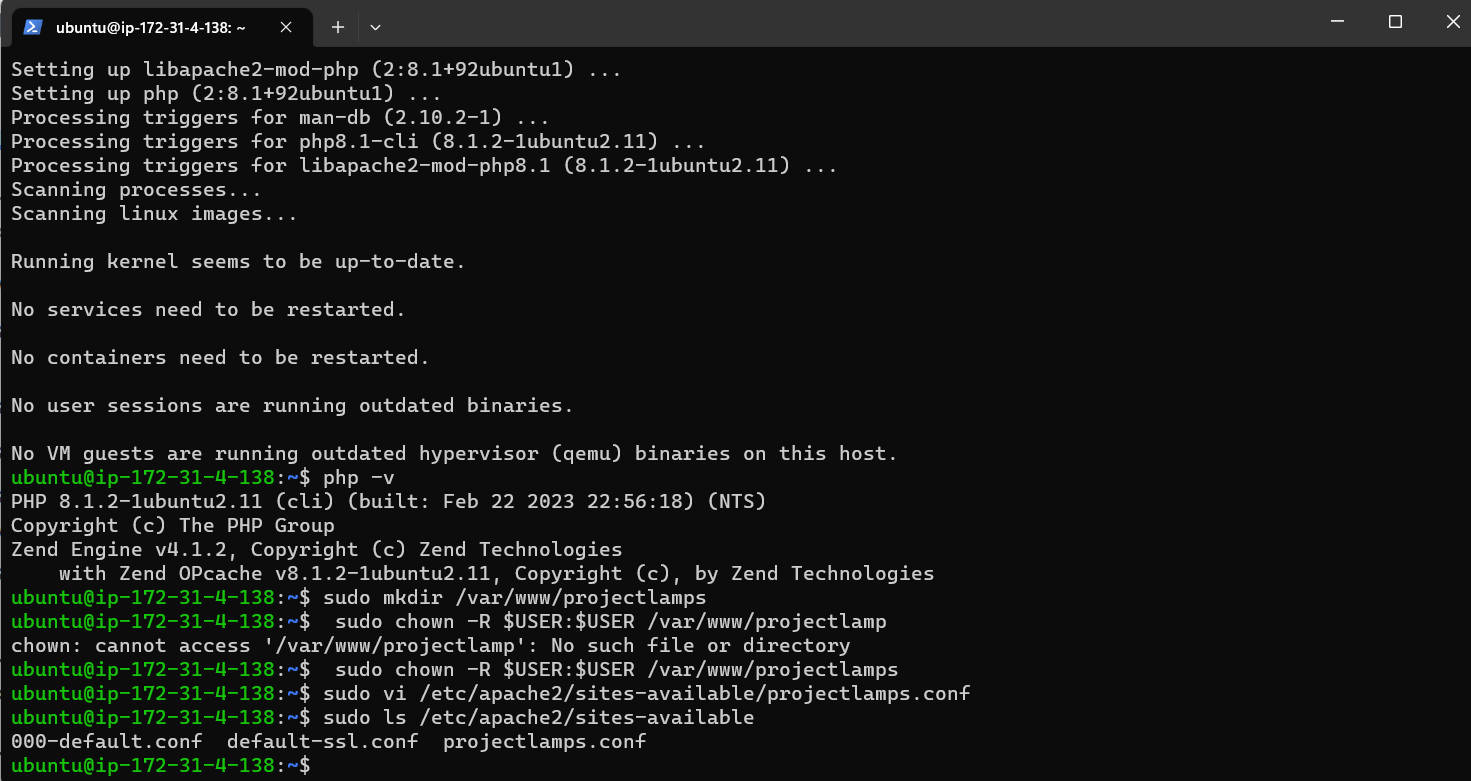 ubuntu@ip-172-31-4-138: ~
Setting up libapache2-mod-php (2:8.1+92ubuntu1) ...
Setting up php (2:8.1+92ubuntu1) ...
Processing triggers for man-db (2.10.2-1) ...
Processing triggers for php8.1-cli (8.1.2-1ubuntu2.11) ...
Processing triggers for libapache2-mod-php8.1 (8.1.2-1ubuntu2.11) ...
Scanning processes...
Scanning linux images...
Running kernel seems to be up-to-date.
No services need to be restarted.
No containers need to be restarted.
No user sessions are running outdated binaries.
No VM guests are running outdated hypervisor (qemu) binaries on this host.
ubuntu@ip-172-31-4-138:~$ php -v
PHP 8.1.2-1ubuntu2.11 (cli) (built: Feb 22 2023 22:56:18) (NTS)
Copyright (c) The PHP Group
Zend Engine v4.1.2, Copyright (c) Zend Technologies
    with Zend OPcache v8.1.2-1ubuntu2.11, Copyright (c), by Zend Technologies
ubuntu@ip-172-31-4-138:~$ sudo mkdir /var/www/projectlamps
ubuntu@ip-172-31-4-138:~$  sudo chown -R $USER:$USER /var/www/projectlamp
chown: cannot access '/var/www/projectlamp': No such file or directory
ubuntu@ip-172-31-4-138:~$  sudo chown -R $USER:$USER /var/www/projectlamps
ubuntu@ip-172-31-4-138:~$ sudo vi /etc/apache2/sites-available/projectlamps.conf
ubuntu@ip-172-31-4-138:~$ sudo ls /etc/apache2/sites-available
000-default.conf  default-ssl.conf  projectlamps.conf
ubuntu@ip-172-31-4-138:~$